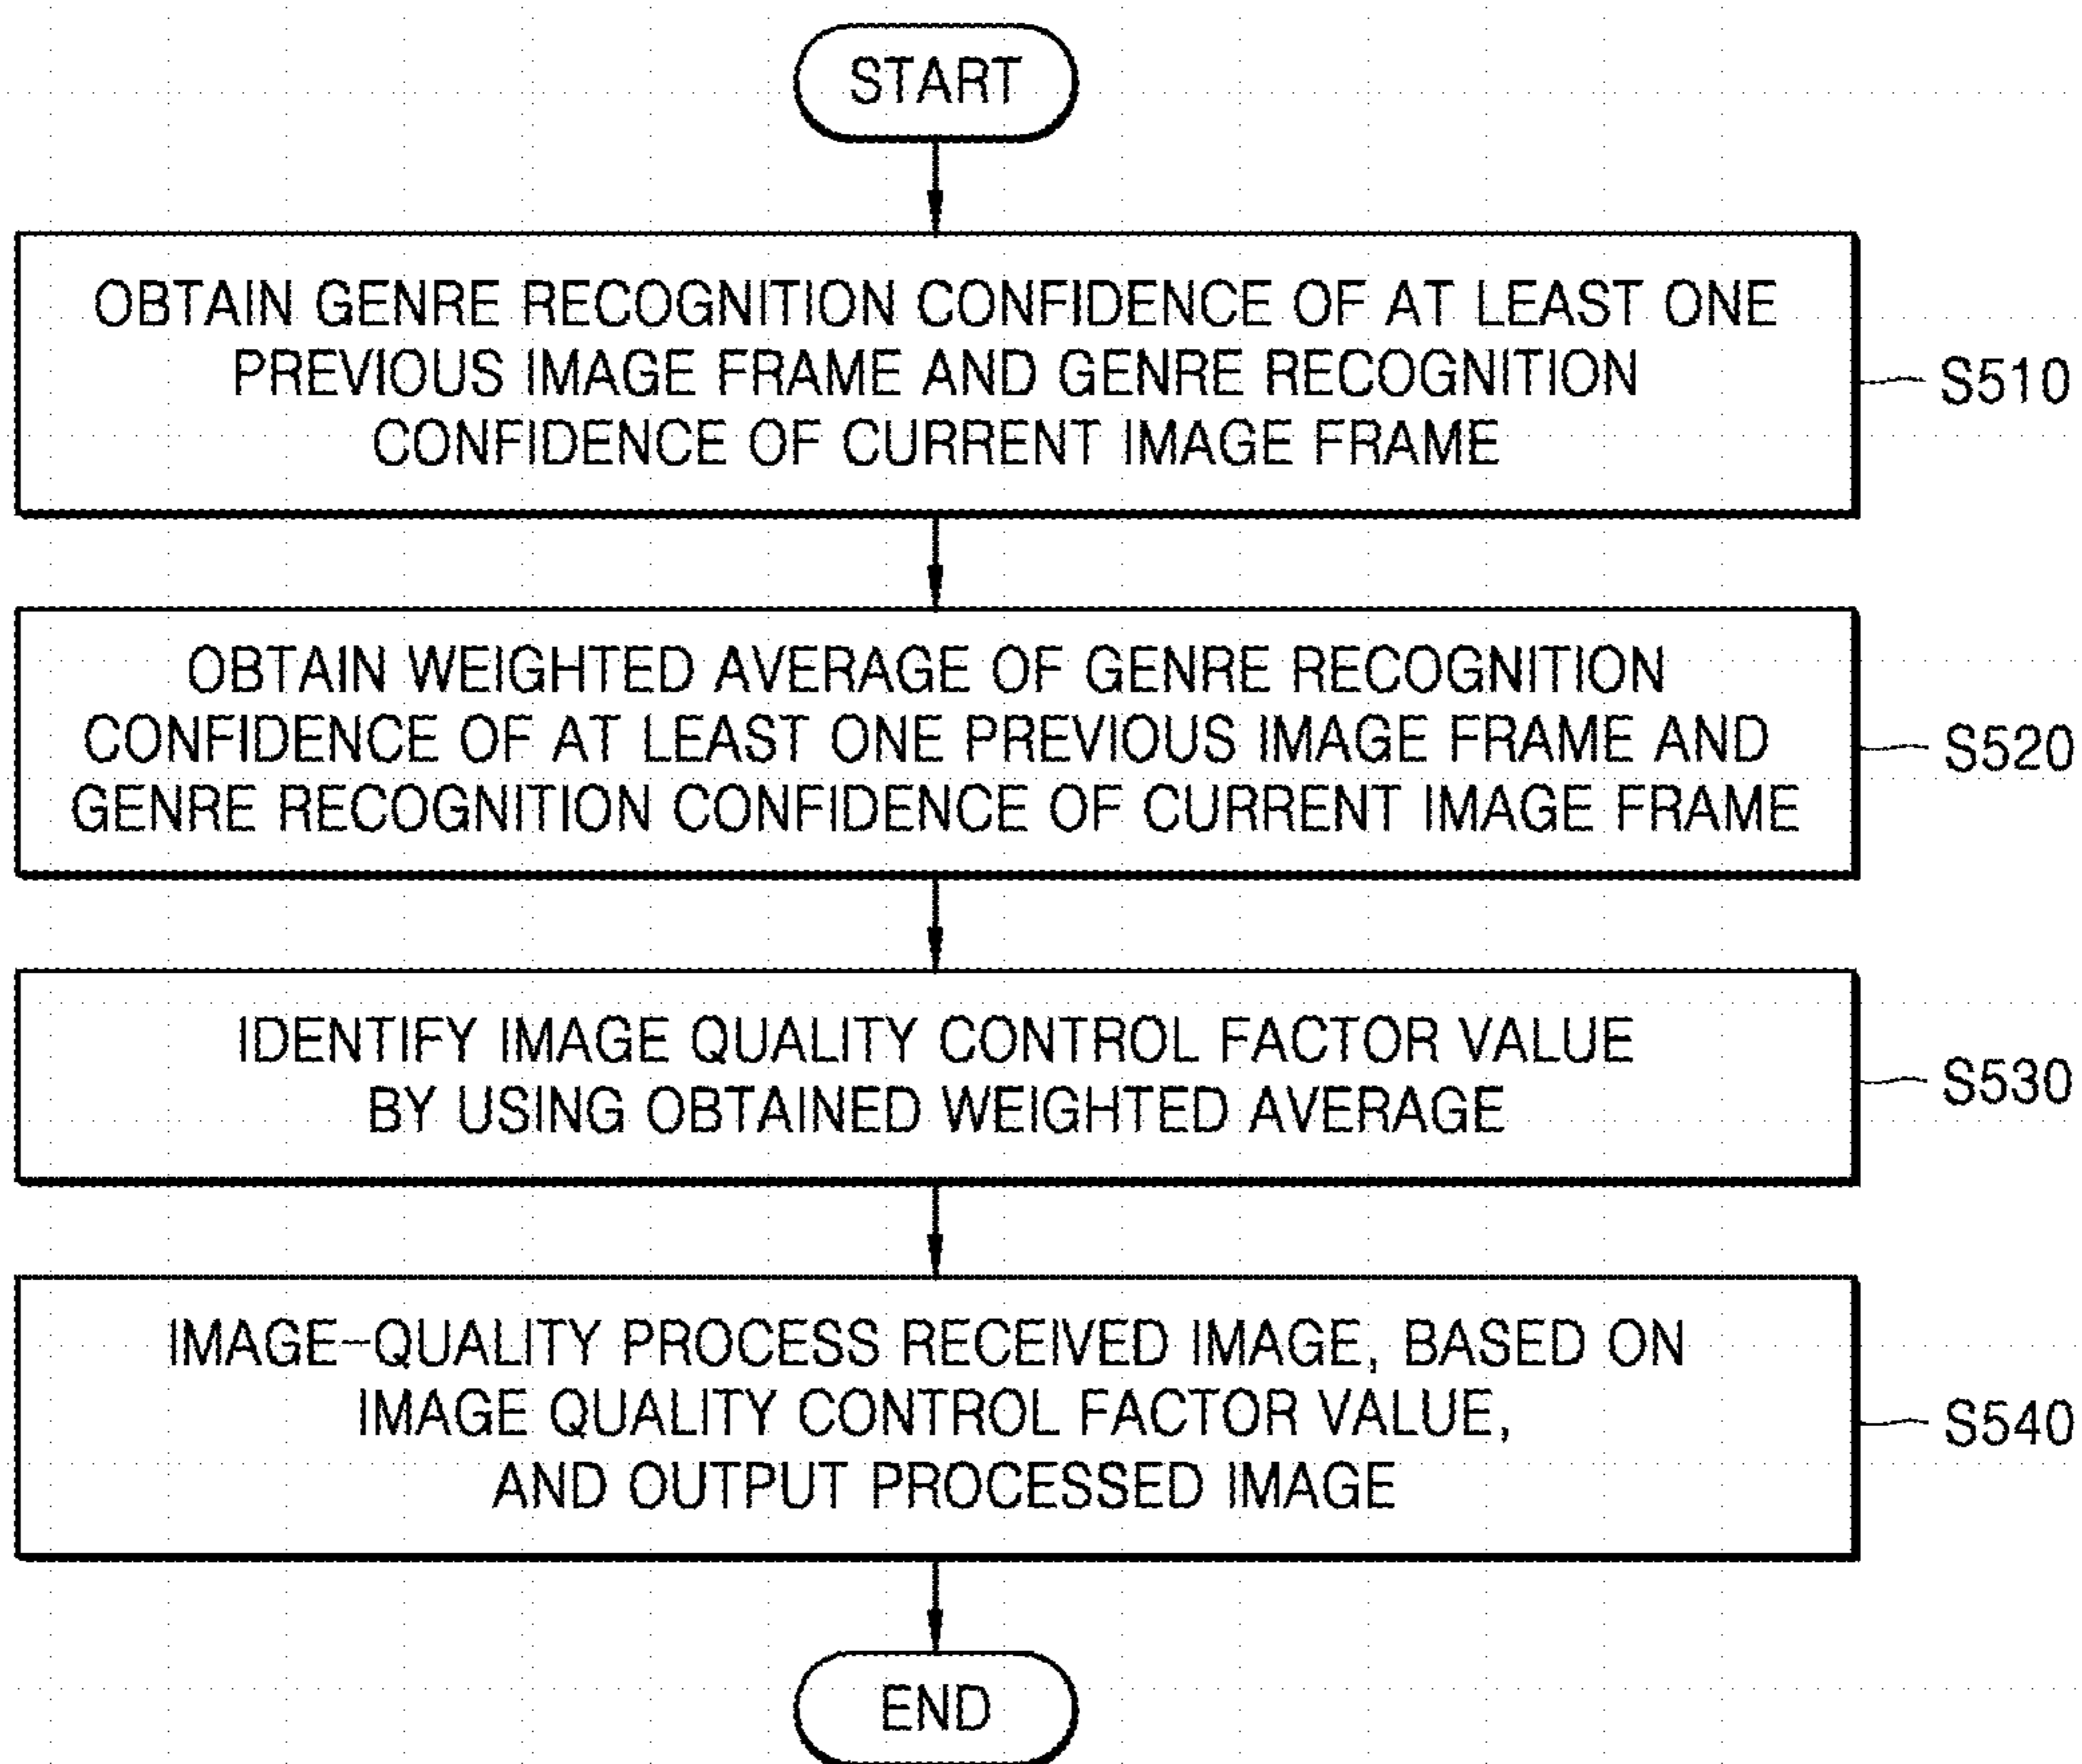 START
OBTAIN GENRE RECOGNITION CONFIDENCE OF AT LEAST ONE
PREVIOUS IMAGE FRAME AND GENRE RECOGNITION
CONFIDENCE OF CURRENT IMAGE FRAME
S510
OBTAIN WEIGHTED AVERAGE OF GENRE RECOGNITION
CONFIDENCE OF AT LEAST ONE PREVIOUS IMAGE FRAME AND
GENRE RECOGNITION CONFIDENCE OF CURRENT IMAGE FRAME
S520
IDENTIFY IMAGE QUALITY CONTROL FACTOR VALUE
BY USING OBTAINED WEIGHTED AVERAGE
S530
IMAGE-QUALITY PROCESS RECEIVED IMAGE, BASED ON
IMAGE QUALITY CONTROL FACTOR VALUE,
AND OUTPUT PROCESSED IMAGE
S540
END